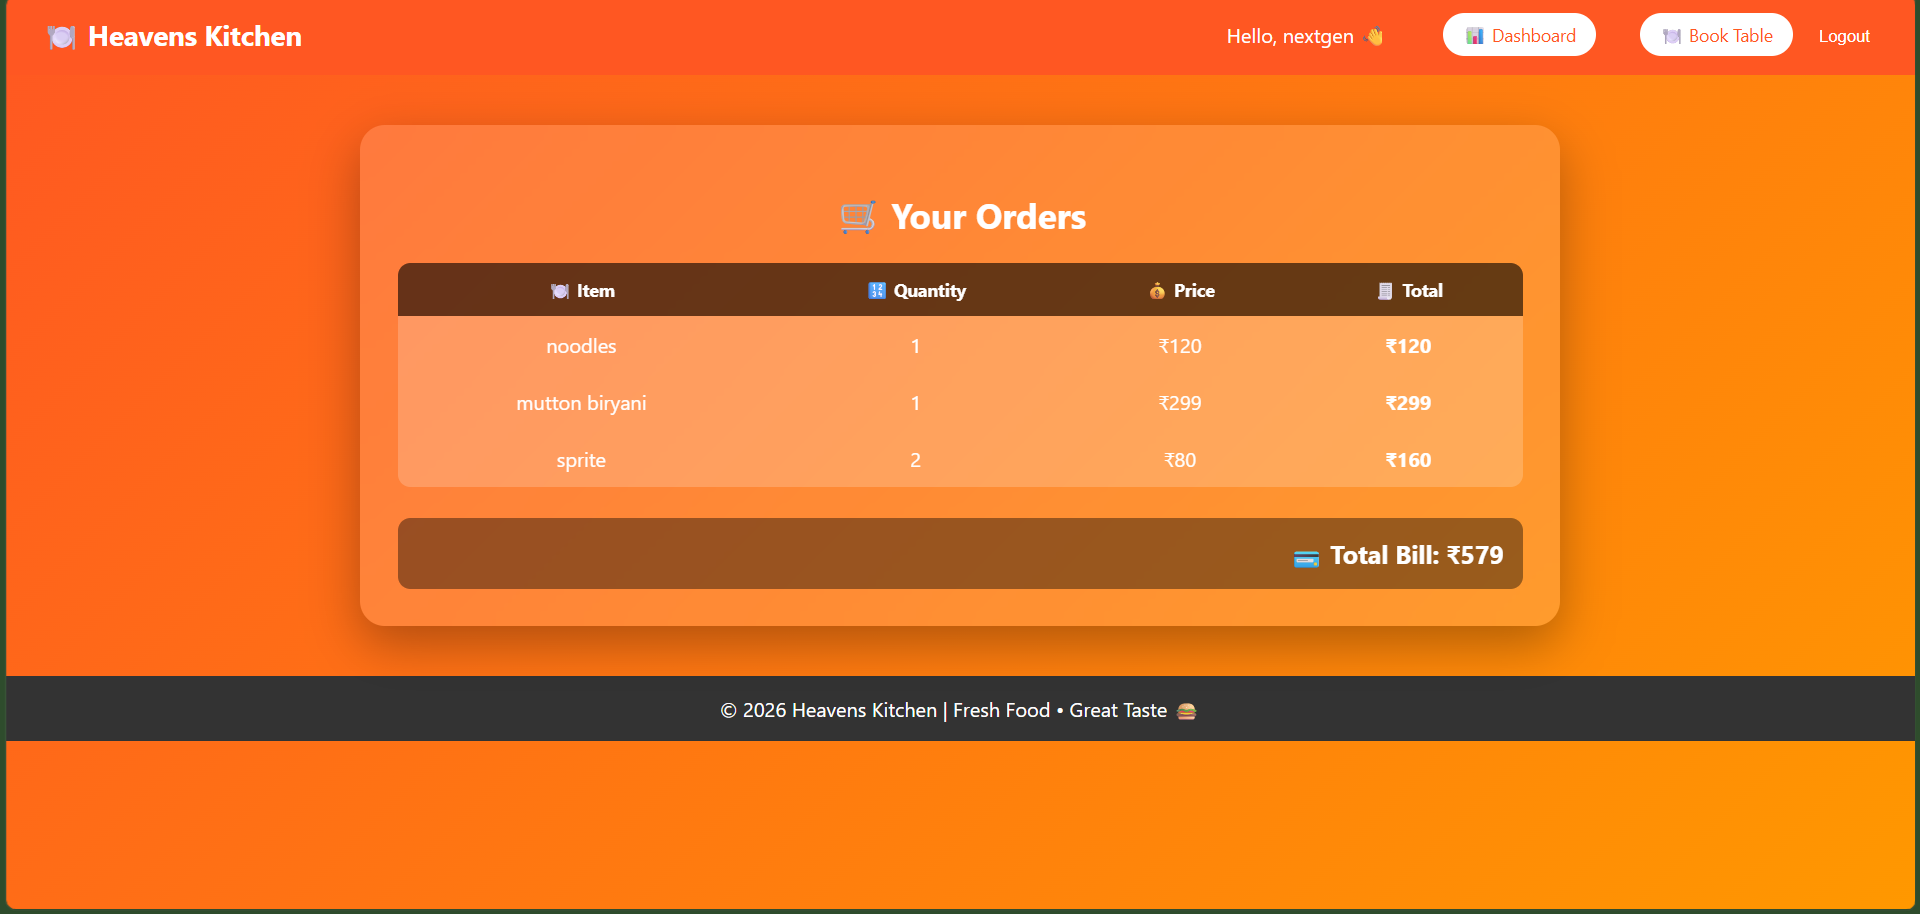 🍽️ Heavens Kitchen
Hello, nextgen 👋
📊 Dashboard
🍽️ Book Table
Logout
🛒 Your Orders
🍽️ Item 🔢 Quantity 💰 Price 🧾 Total
noodles 1 ₹120 ₹120
mutton biryani 1 ₹299 ₹299
sprite 2 ₹80 ₹160
💳 Total Bill: ₹579
© 2026 Heavens Kitchen | Fresh Food • Great Taste 🍔